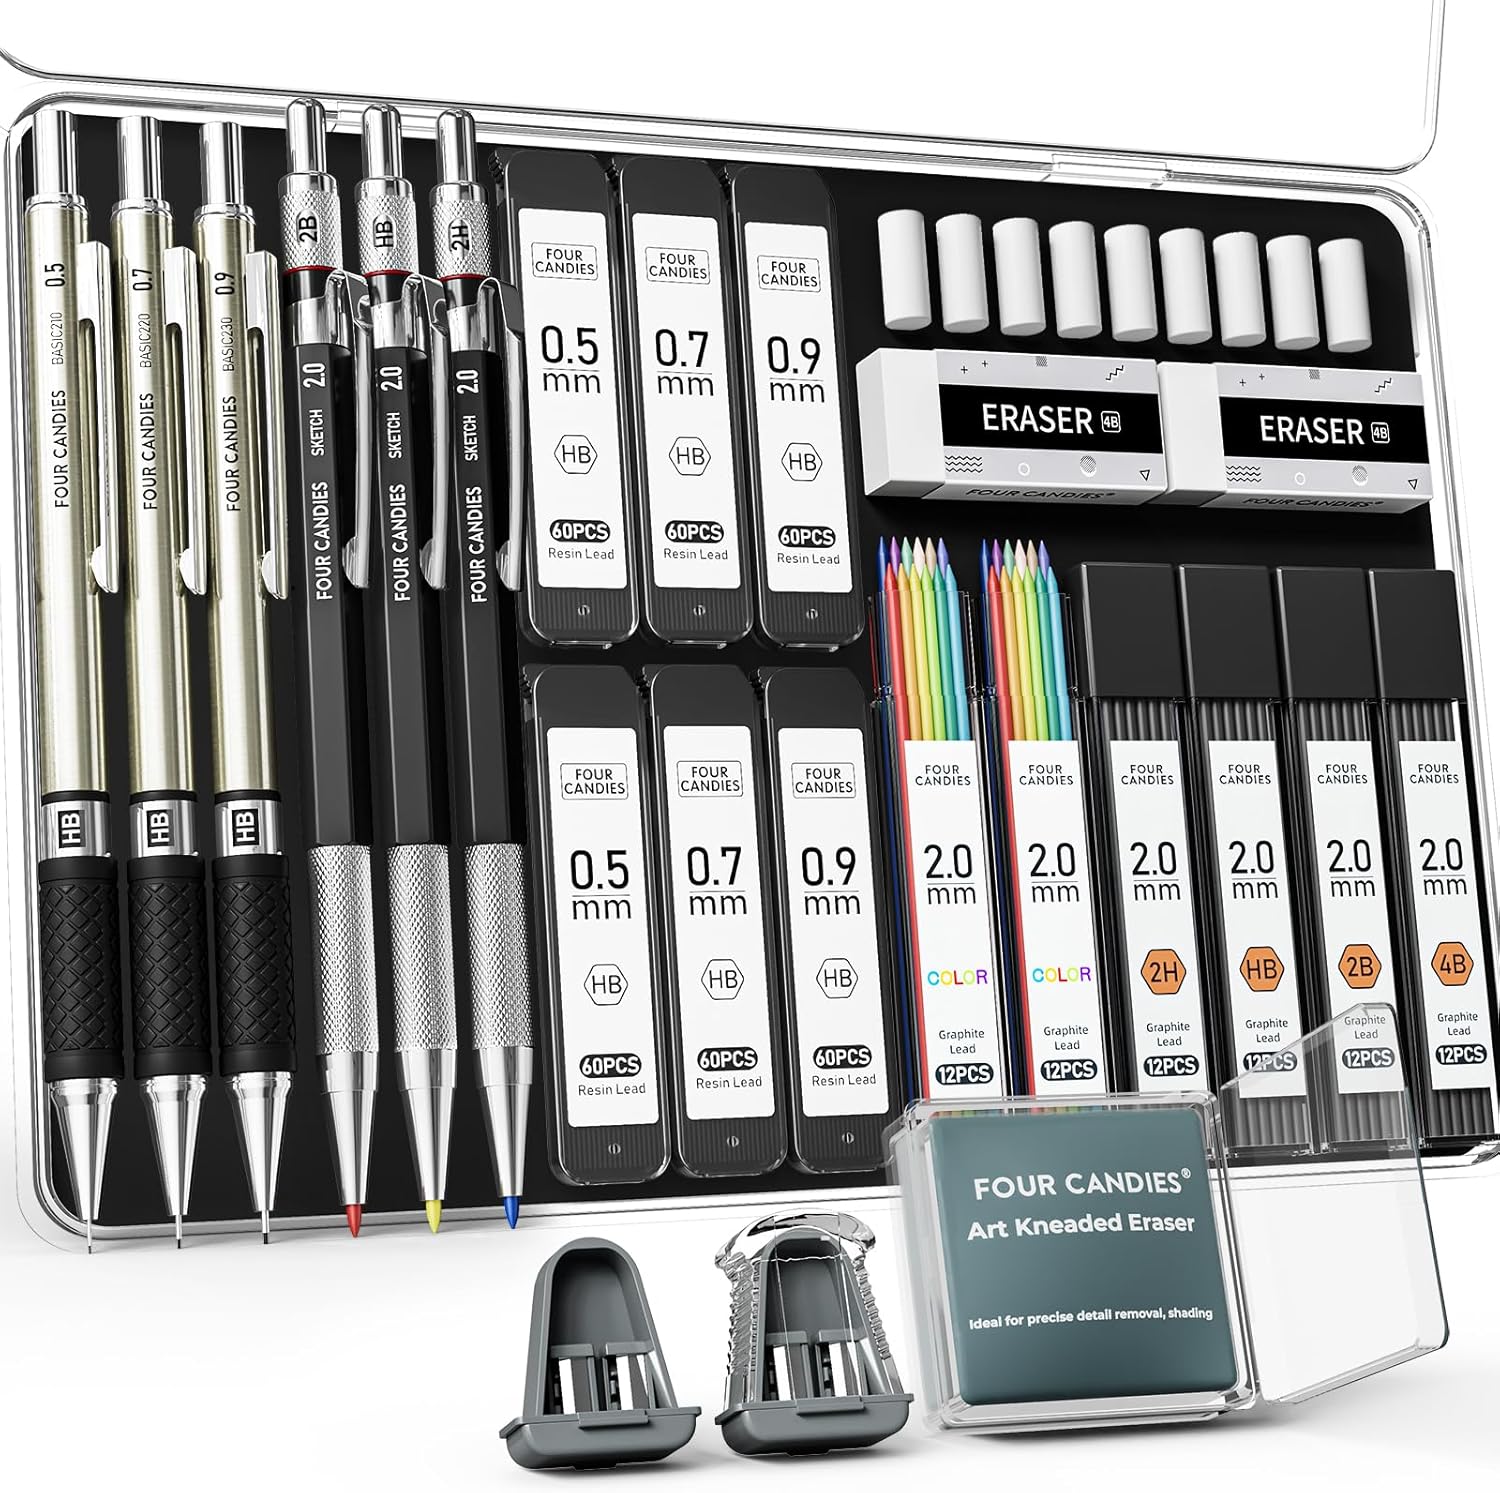 0.5
BASIC210
FOUR CANDIES
HB
0.7
BASIC220
FOUR CANDIES
HB
0.9
BASIC230
FOUR CANDIES
HB
2B
2.0
SKETCH
FOUR CANDIES
HB
2.0
SKETCH
FOUR CANDIES
2H
2.0
SKETCH
FOUR CANDIES
FOUR
CANDIES
0.5
mm
HB
60PCS
Resin Lead
FOUR
CANDIES
0.7
mm
HB
60PCS
Resin Lead
FOUR
CANDIES
0.9
mm
HB
60PCS
Resin Lead
ERASER 4B
FOUR CANDIES®
ERASER 4B
FOUR CANDIES®
FOUR
CANDIES
0.5
mm
HB
60PCS
Resin Lead
FOUR
CANDIES
0.7
mm
HB
60PCS
Resin Lead
FOUR
CANDIES
0.9
mm
HB
60PCS
Resin Lead
FOUR
CANDIES
2.0
mm
COLOR
Graphite
Lead
12PCS
FOUR
CANDIES
2.0
mm
COLOR
Graphite
Lead
12PCS
FOUR
CANDIES
2.0
mm
2H
Graphite
Lead
12PCS
FOUR
CANDIES
2.0
mm
HB
Graphite
Lead
12PCS
FOUR
CANDIES
2.0
mm
2B
Graphite
Lead
12PCS
FOUR
CANDIES
2.0
mm
4B
Graphite
Lead
12PCS
FOUR CANDIES®
Art Kneaded Eraser
Ideal for precise detail removal, shading